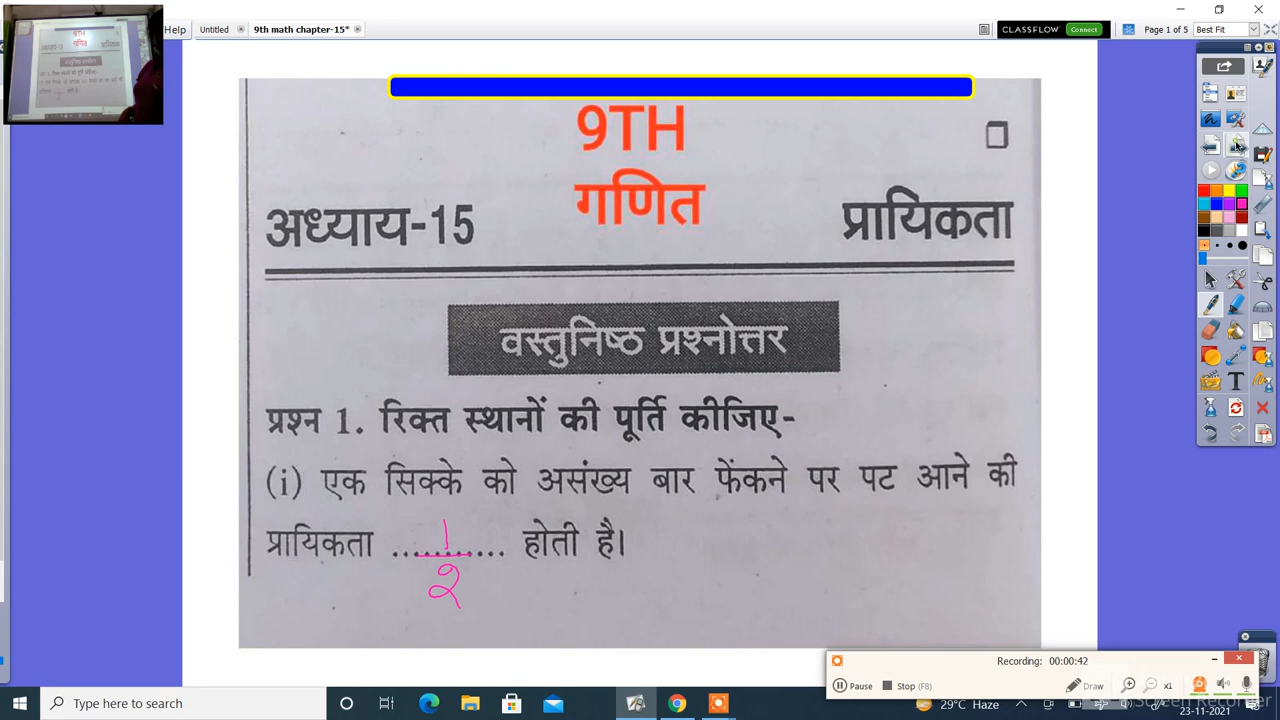 Help
Untitled
9th math chapter-15*
CLASSFLOW
Connect
Page 1 of 5
Best Fit
9TH
गणित
अध्याय-15
प्रायिकता
वस्तुनिष्ठ प्रश्नोत्तर
प्रश्न 1. रिक्त स्थानों की पूर्ति कीजिए-
(i) एक सिक्के को असंख्य बार फेंकने पर पट आने की
प्रायिकता ........... होती है।
1
2
Recording: 00:00:42
Pause
Stop (F8)
x1
Draw
Type here to search
29°C Haze
23-11-2021